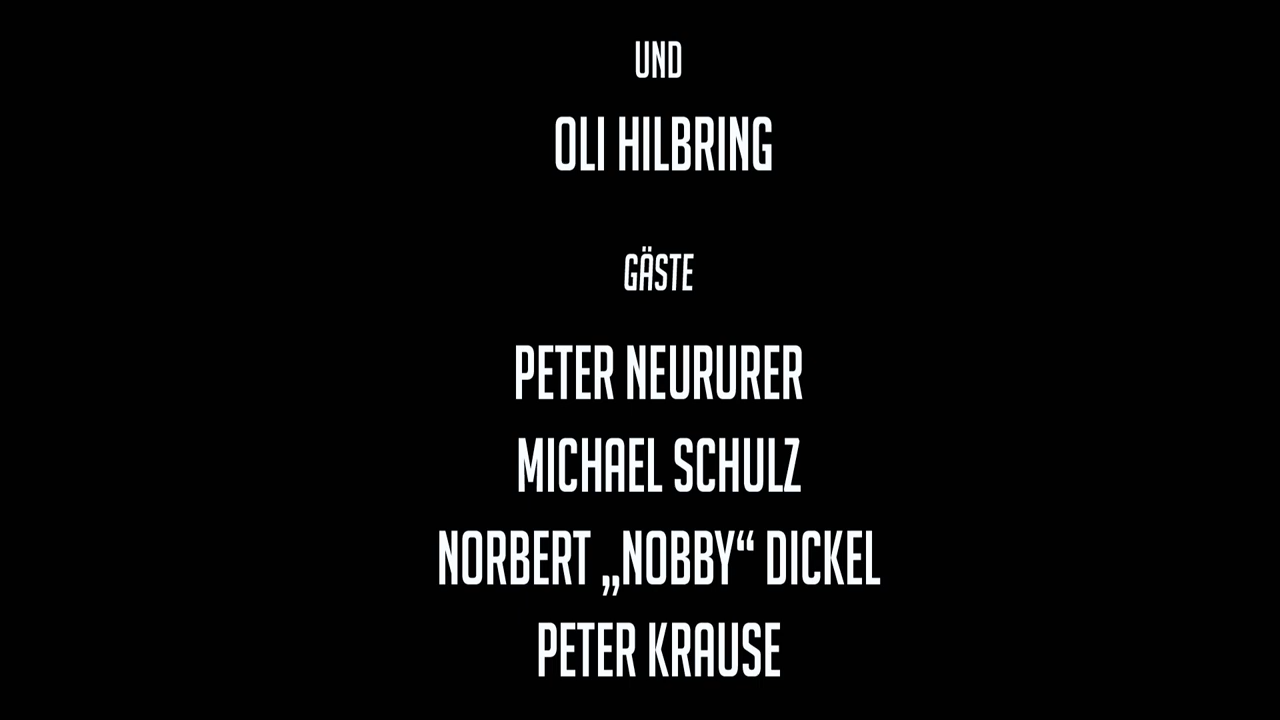 UND
OLI HILBRING
GÄSTE
PETER NEURURER
MICHAEL SCHULZ
NORBERT „NOBBY“ DICKEL
PETER KRAUSE